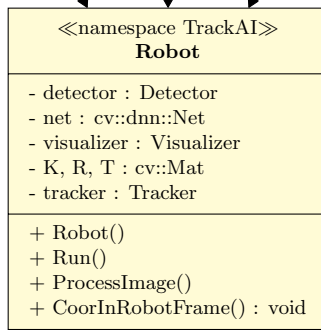 ≪namespace TrackAI≫
Robot
- detector : Detector
- net : cv::dnn::Net
- visualizer : Visualizer
- K, R, T : cv::Mat
- tracker : Tracker
+ Robot()
+ Run()
+ ProcessImage()
+ CoorInRobotFrame() : void